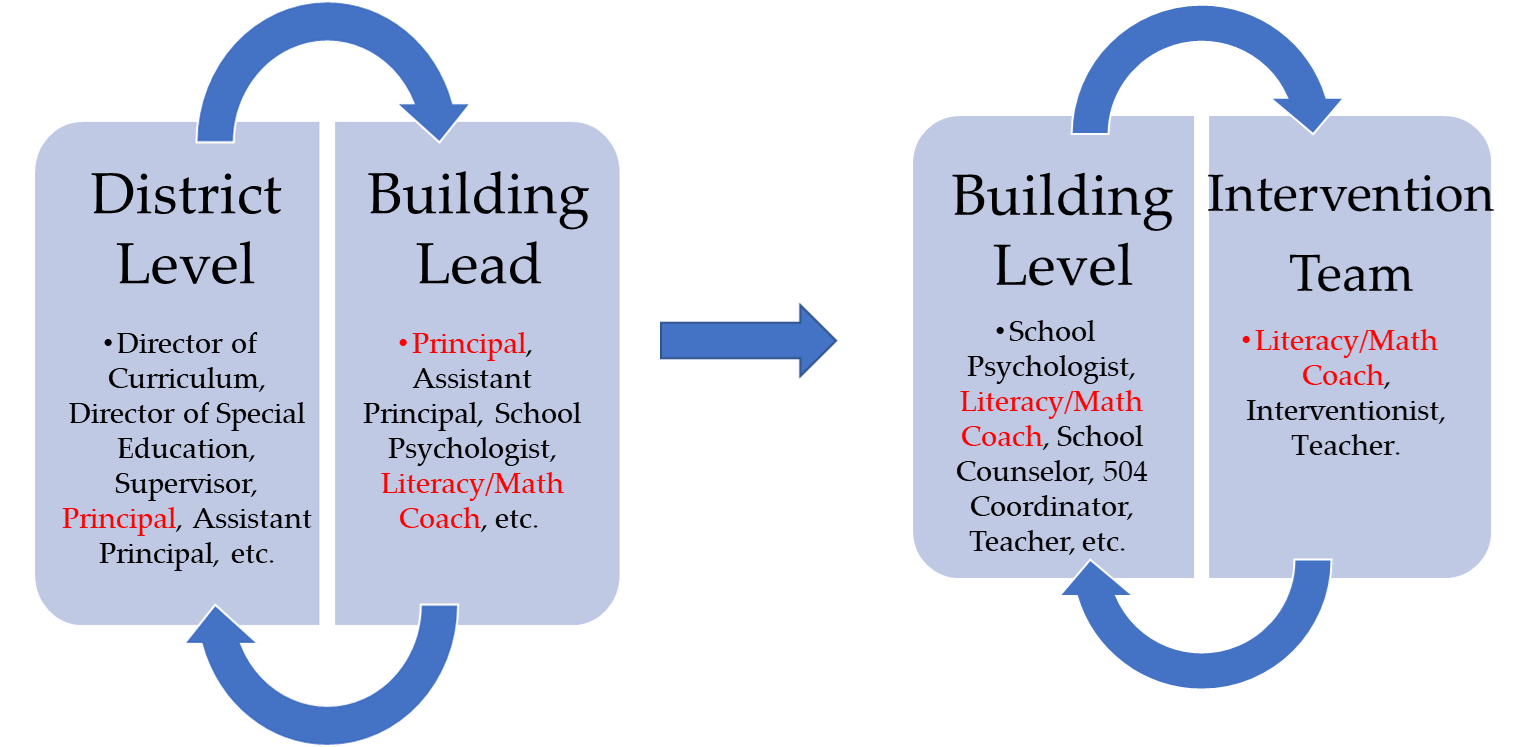 District
Level
•Director of
Curriculum,
Director of Special
Education,
Supervisor,
Principal, Assistant
Principal, etc.
Building
Lead
•Principal,
Assistant
Principal, School
Psychologist,
Literacy/Math
Coach, etc.
Building
Level
•School
Psychologist,
Literacy/Math
Coach, School
Counselor, 504
Coordinator,
Teacher, etc.
Intervention
Team
•Literacy/Math
Coach,
Interventionist,
Teacher.